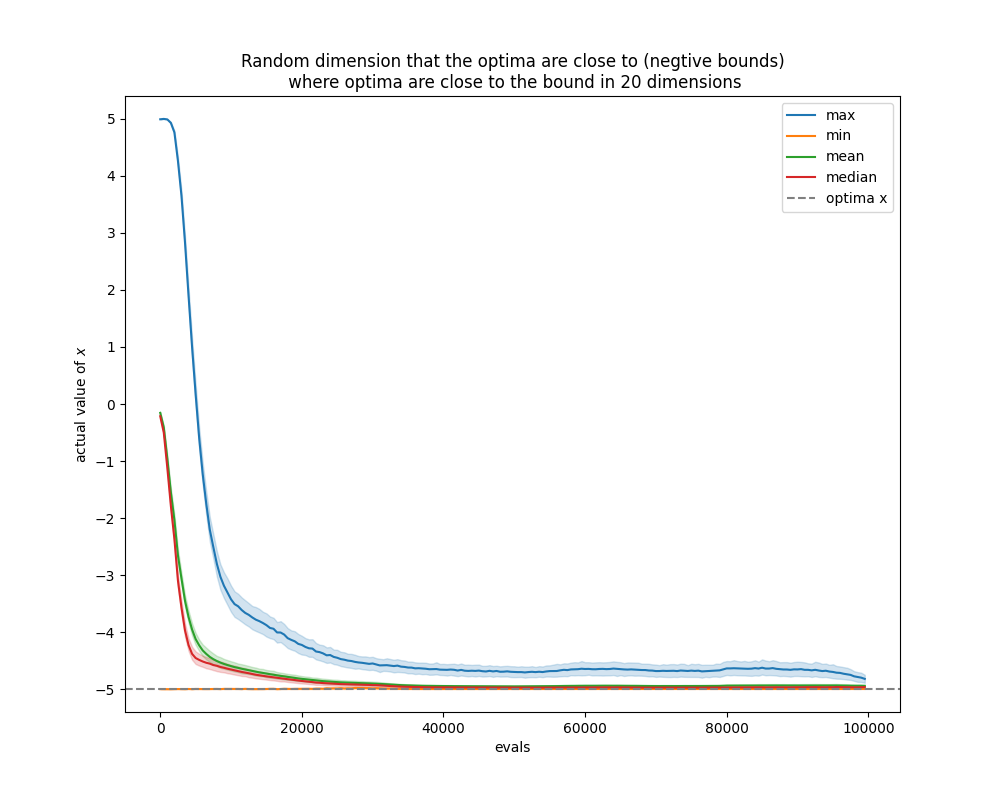 Random dimension that the optima are close to (negtive bounds)
where optima are close to the bound in 20 dimensions
max
min
mean
median
optima x
5
4
3
2
1
0
−1
−2
−3
−4
−5
actual value of x
0
20000
40000
60000
80000
100000
evals